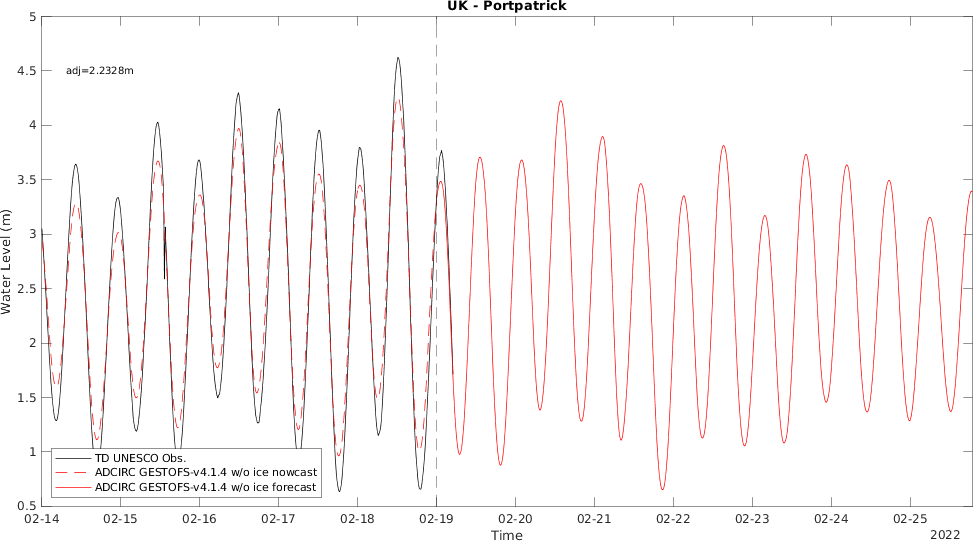 UK - Portpatrick
5
4.5
4
3.5
3
2.5
2
1.5
1
0.5
Water Level (m)
adj=2.2328m
TD UNESCO Obs.
ADCIRC GESTOFS-v4.1.4 w/o ice nowcast
ADCIRC GESTOFS-v4.1.4 w/o ice forecast
02-14 02-15 02-16 02-17 02-18 02-19 02-20 02-21 02-22 02-23 02-24 02-25
Time
2022